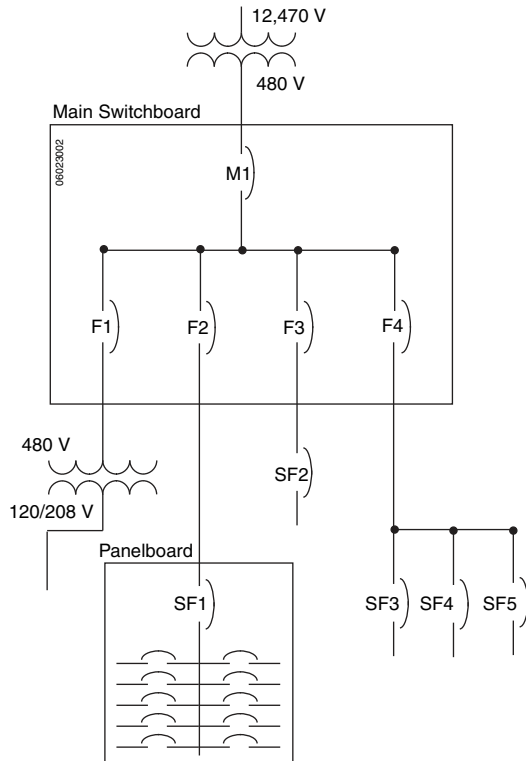 12,470 V
480 V
Main Switchboard
06023002
M1
F1
F2
F3
F4
480 V
120/208 V
SF2
Panelboard
SF1
SF3
SF4
SF5